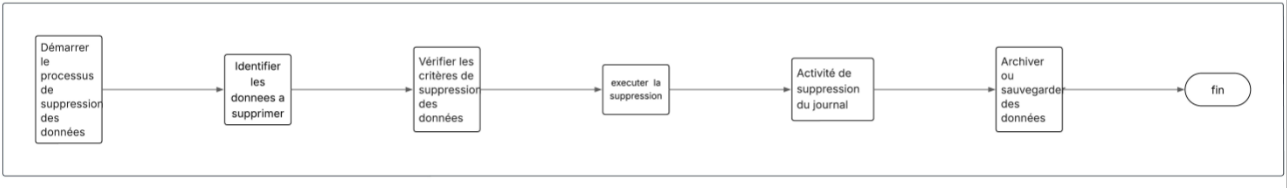 Démarrer
le
processus
de
suppression
des
données
Identifier
les
donnees a
supprimer
Vérifier les
critères de
suppression
des
données
executer la
suppression
Activité de
suppression
du journal
Archiver
ou
sauvegarder
des
données
fin